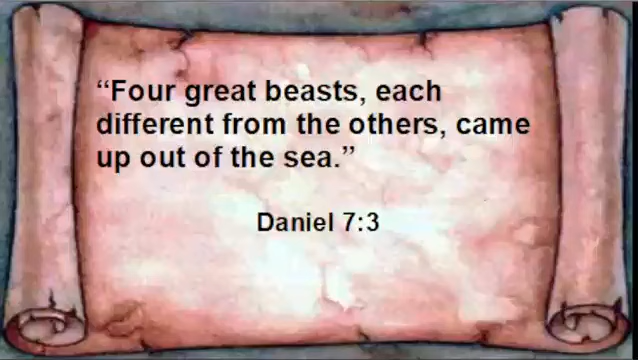 “Four great beasts, each
different from the others, came
up out of the sea.”
Daniel 7:3